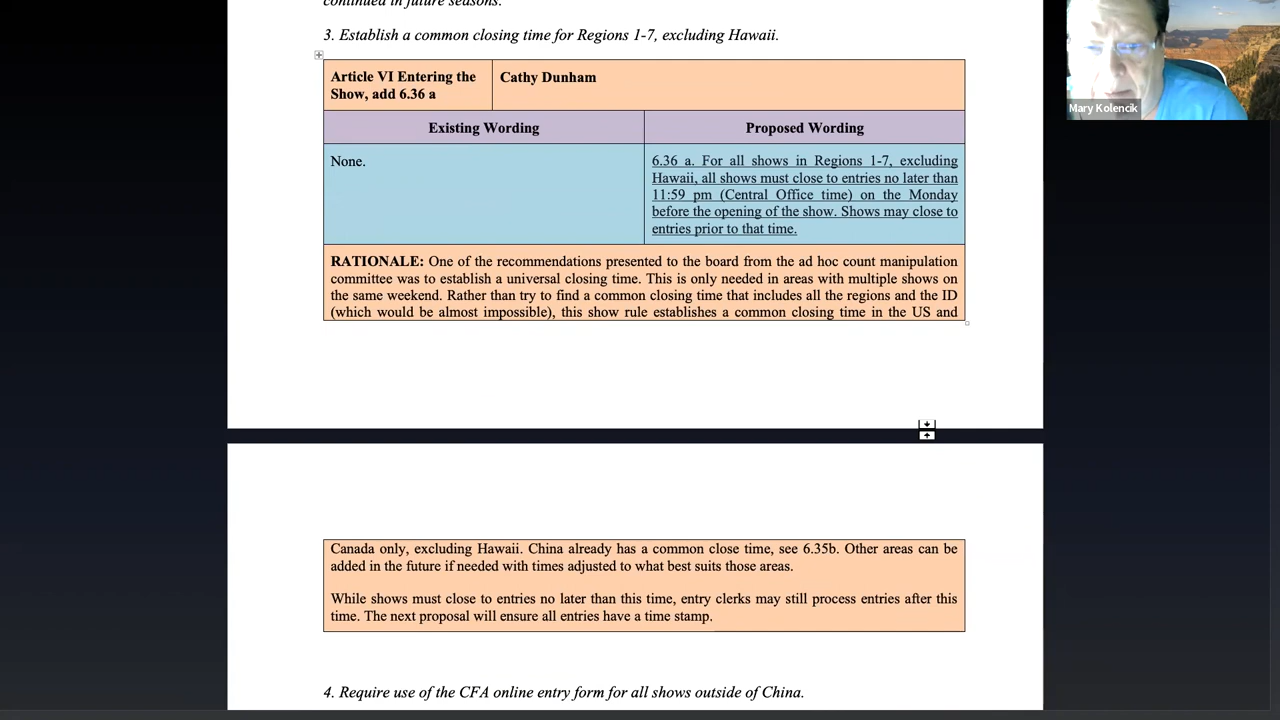 continued in future seasons.
3. Establish a common closing time for Regions 1-7, excluding Hawaii.
Article VI Entering the
Show, add 6.36 a
Cathy Dunham
Existing Wording
Proposed Wording
None.
6.36 a. For all shows in Regions 1-7, excluding
Hawaii, all shows must close to entries no later than
11:59 pm (Central Office time) on the Monday
before the opening of the show. Shows may close to
entries prior to that time.
RATIONALE: One of the recommendations presented to the board from the ad hoc count manipulation
committee was to establish a universal closing time. This is only needed in areas with multiple shows on
the same weekend. Rather than try to find a common closing time that includes all the regions and the ID
(which would be almost impossible), this show rule establishes a common closing time in the US and
Canada only, excluding Hawaii. China already has a common close time, see 6.35b. Other areas can be
added in the future if needed with times adjusted to what best suits those areas.
While shows must close to entries no later than this time, entry clerks may still process entries after this
time. The next proposal will ensure all entries have a time stamp.
4. Require use of the CFA online entry form for all shows outside of China.
Mary Kolencik